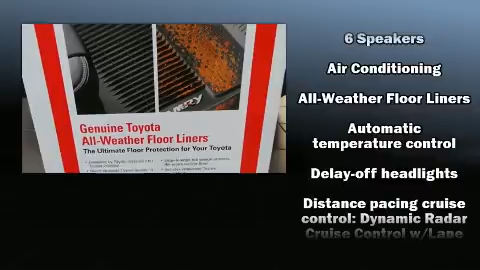 CAMRY
Genuine Toyota
All-Weather Floor Liners
The Ultimate Floor Protection for Your Toyota
6 Speakers
Air Conditioning
All-Weather Floor Liners
Automatic
temperature control
Delay-off headlights
Distance pacing cruise
control: Dynamic Radar
Cruise Control w/Lane